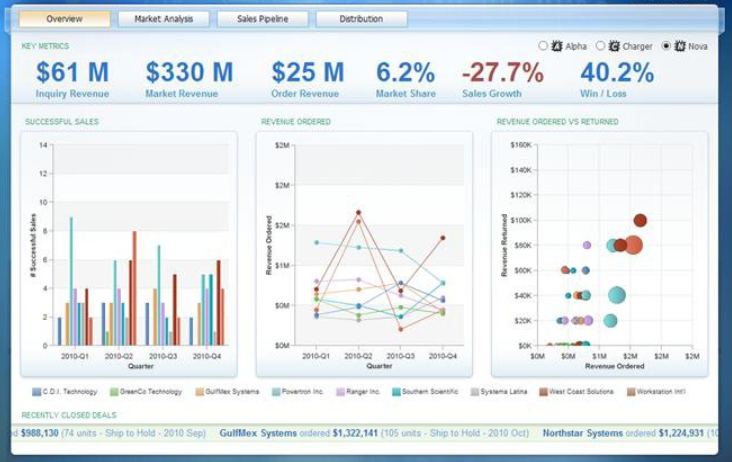 Overview Market Analysis Sales Pipeline Distribution
KEY METRICS
Alpha Charger Nova
$61 M $330 M $25 M 6.2% -27.7% 40.2%
Inquiry Revenue Market Revenue Order Revenue Market Share Sales Growth Win / Loss
SUCCESSFUL SALES
14
12
10
8
6
4
2
0
# Successful Sales
2010-Q1 2010-Q2 2010-Q3 2010-Q4
Quarter
REVENUE ORDERED
$2M
$2M
$2M
$1M
$0M
$0M
Revenue Ordered
2010-Q1 2010-Q2 2010-Q3 2010-Q4
Quarter
REVENUE ORDERED VS RETURNED
$160K
$140K
$120K
$100K
$80K
$60K
$40K
$20K
$0K
Revenue Returned
$0M $0M $1M $2M $2M $2M
Revenue Ordered
C.D.I. Technology GreenCo Technology GulfMex Systems Powertron Inc. Ranger Inc. Southern Scientific Systems Latina West Coast Solutions Workstation Int'l
RECENTLY CLOSED DEALS
d $988,130 (74 units - Ship to Hold - 2010 Sep) GulfMex Systems ordered $1,322,141 (105 units - Ship to Hold - 2010 Oct) Northstar Systems ordered $1,224,931 (10